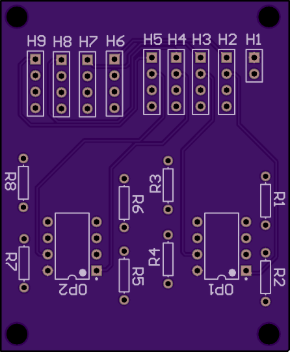 H9 H8 H7 H6 H5 H4 H3 H2 H1
R8 R6 R3 R1
R7 R5 R4 R2
OP2 OP1